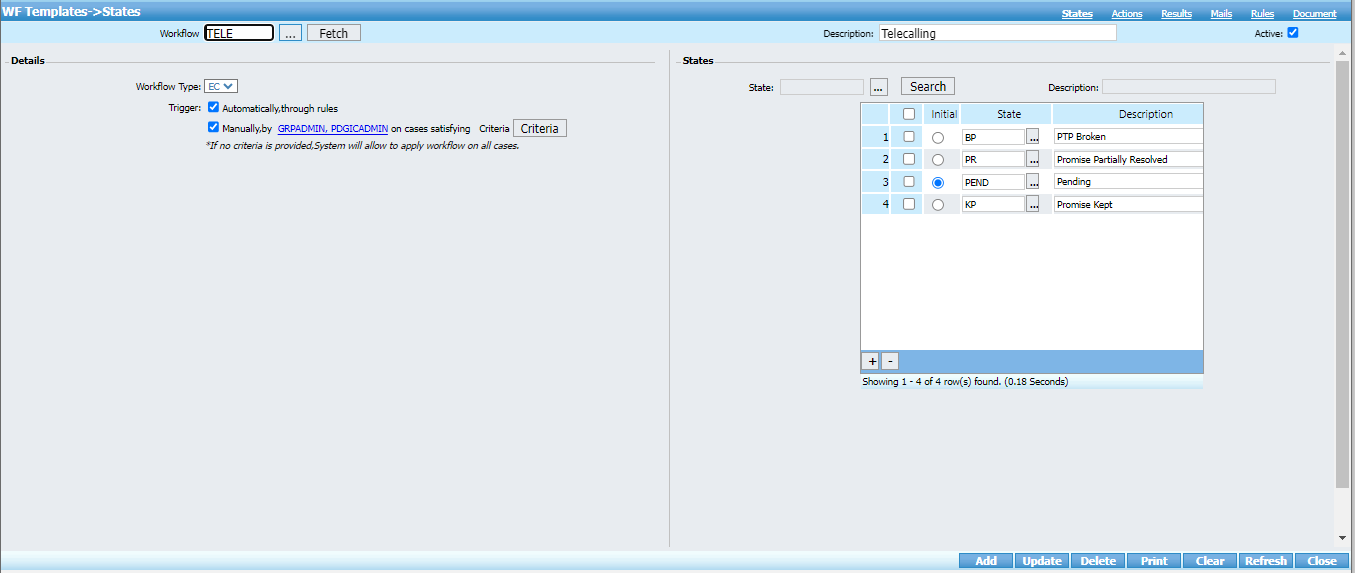 WF Templates->States
States Actions Results Mails Rules Document
Workflow TELE ... Fetch Description: Telecalling Active:
Details
Workflow Type: EC
Trigger: Automatically,through rules
Manually,by GRPADMIN, PDGICADMIN on cases satisfying Criteria Criteria
*If no criteria is provided,System will allow to apply workflow on all cases.
States
State: ... Search Description:
Initial State Description
1 BP ... PTP Broken
2 PR ... Promise Partially Resolved
3 PEND ... Pending
4 KP ... Promise Kept
+ -
Showing 1 - 4 of 4 row(s) found. (0.18 Seconds)
Add Update Delete Print Clear Refresh Close